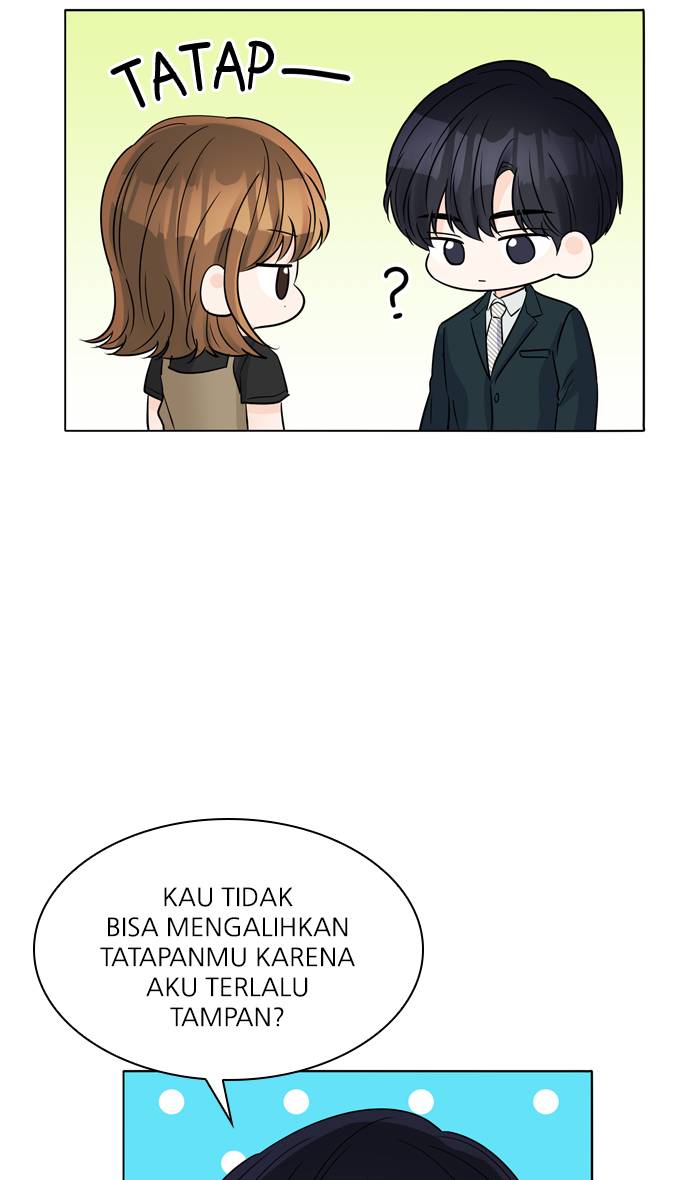 TATAP—
?
KAU TIDAK
BISA MENGALIHKAN
TATAPANMU KARENA
AKU TERLALU
TAMPAN?